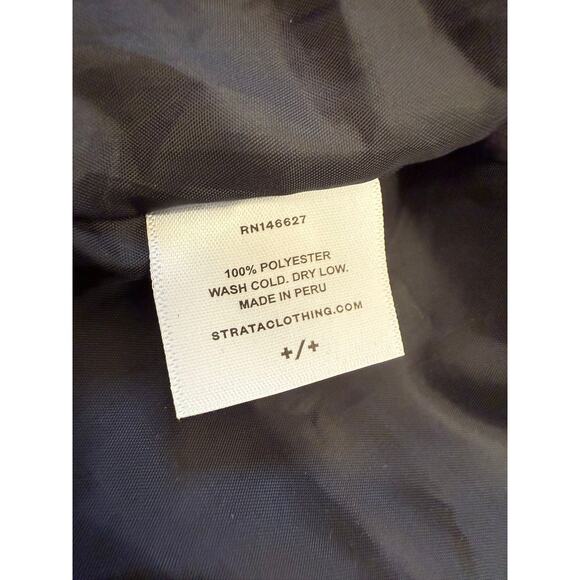 RN146627
100% POLYESTER
WASH COLD. DRY LOW.
MADE IN PERU
STRATACLOTHING.COM
+/+